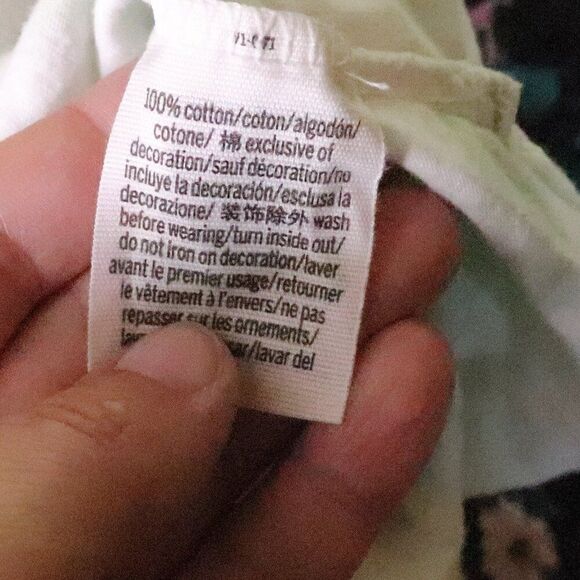 100% cotton/coton/algodón/
cotone/ 棉 exclusive of
decoration/sauf décoration/no
incluye la decoración/esclusa la
decorazione/ 装饰除外 wash
before wearing/turn inside out/
do not iron on decoration/laver
avant le premier usage/retourner
le vêtement à l'envers/ne pas
repasser sur les ornements/
/lavar del